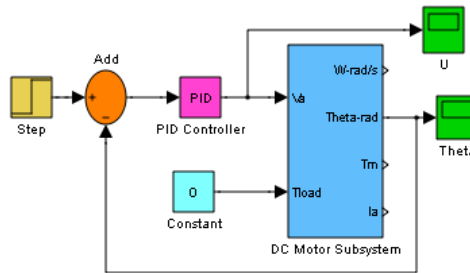 Add
U
W-rad/s
+
PID
Va
Step
−
PID Controller
Theta-rad
Theta
Tm
0
Tload
Constant
Ia
DC Motor Subsystem